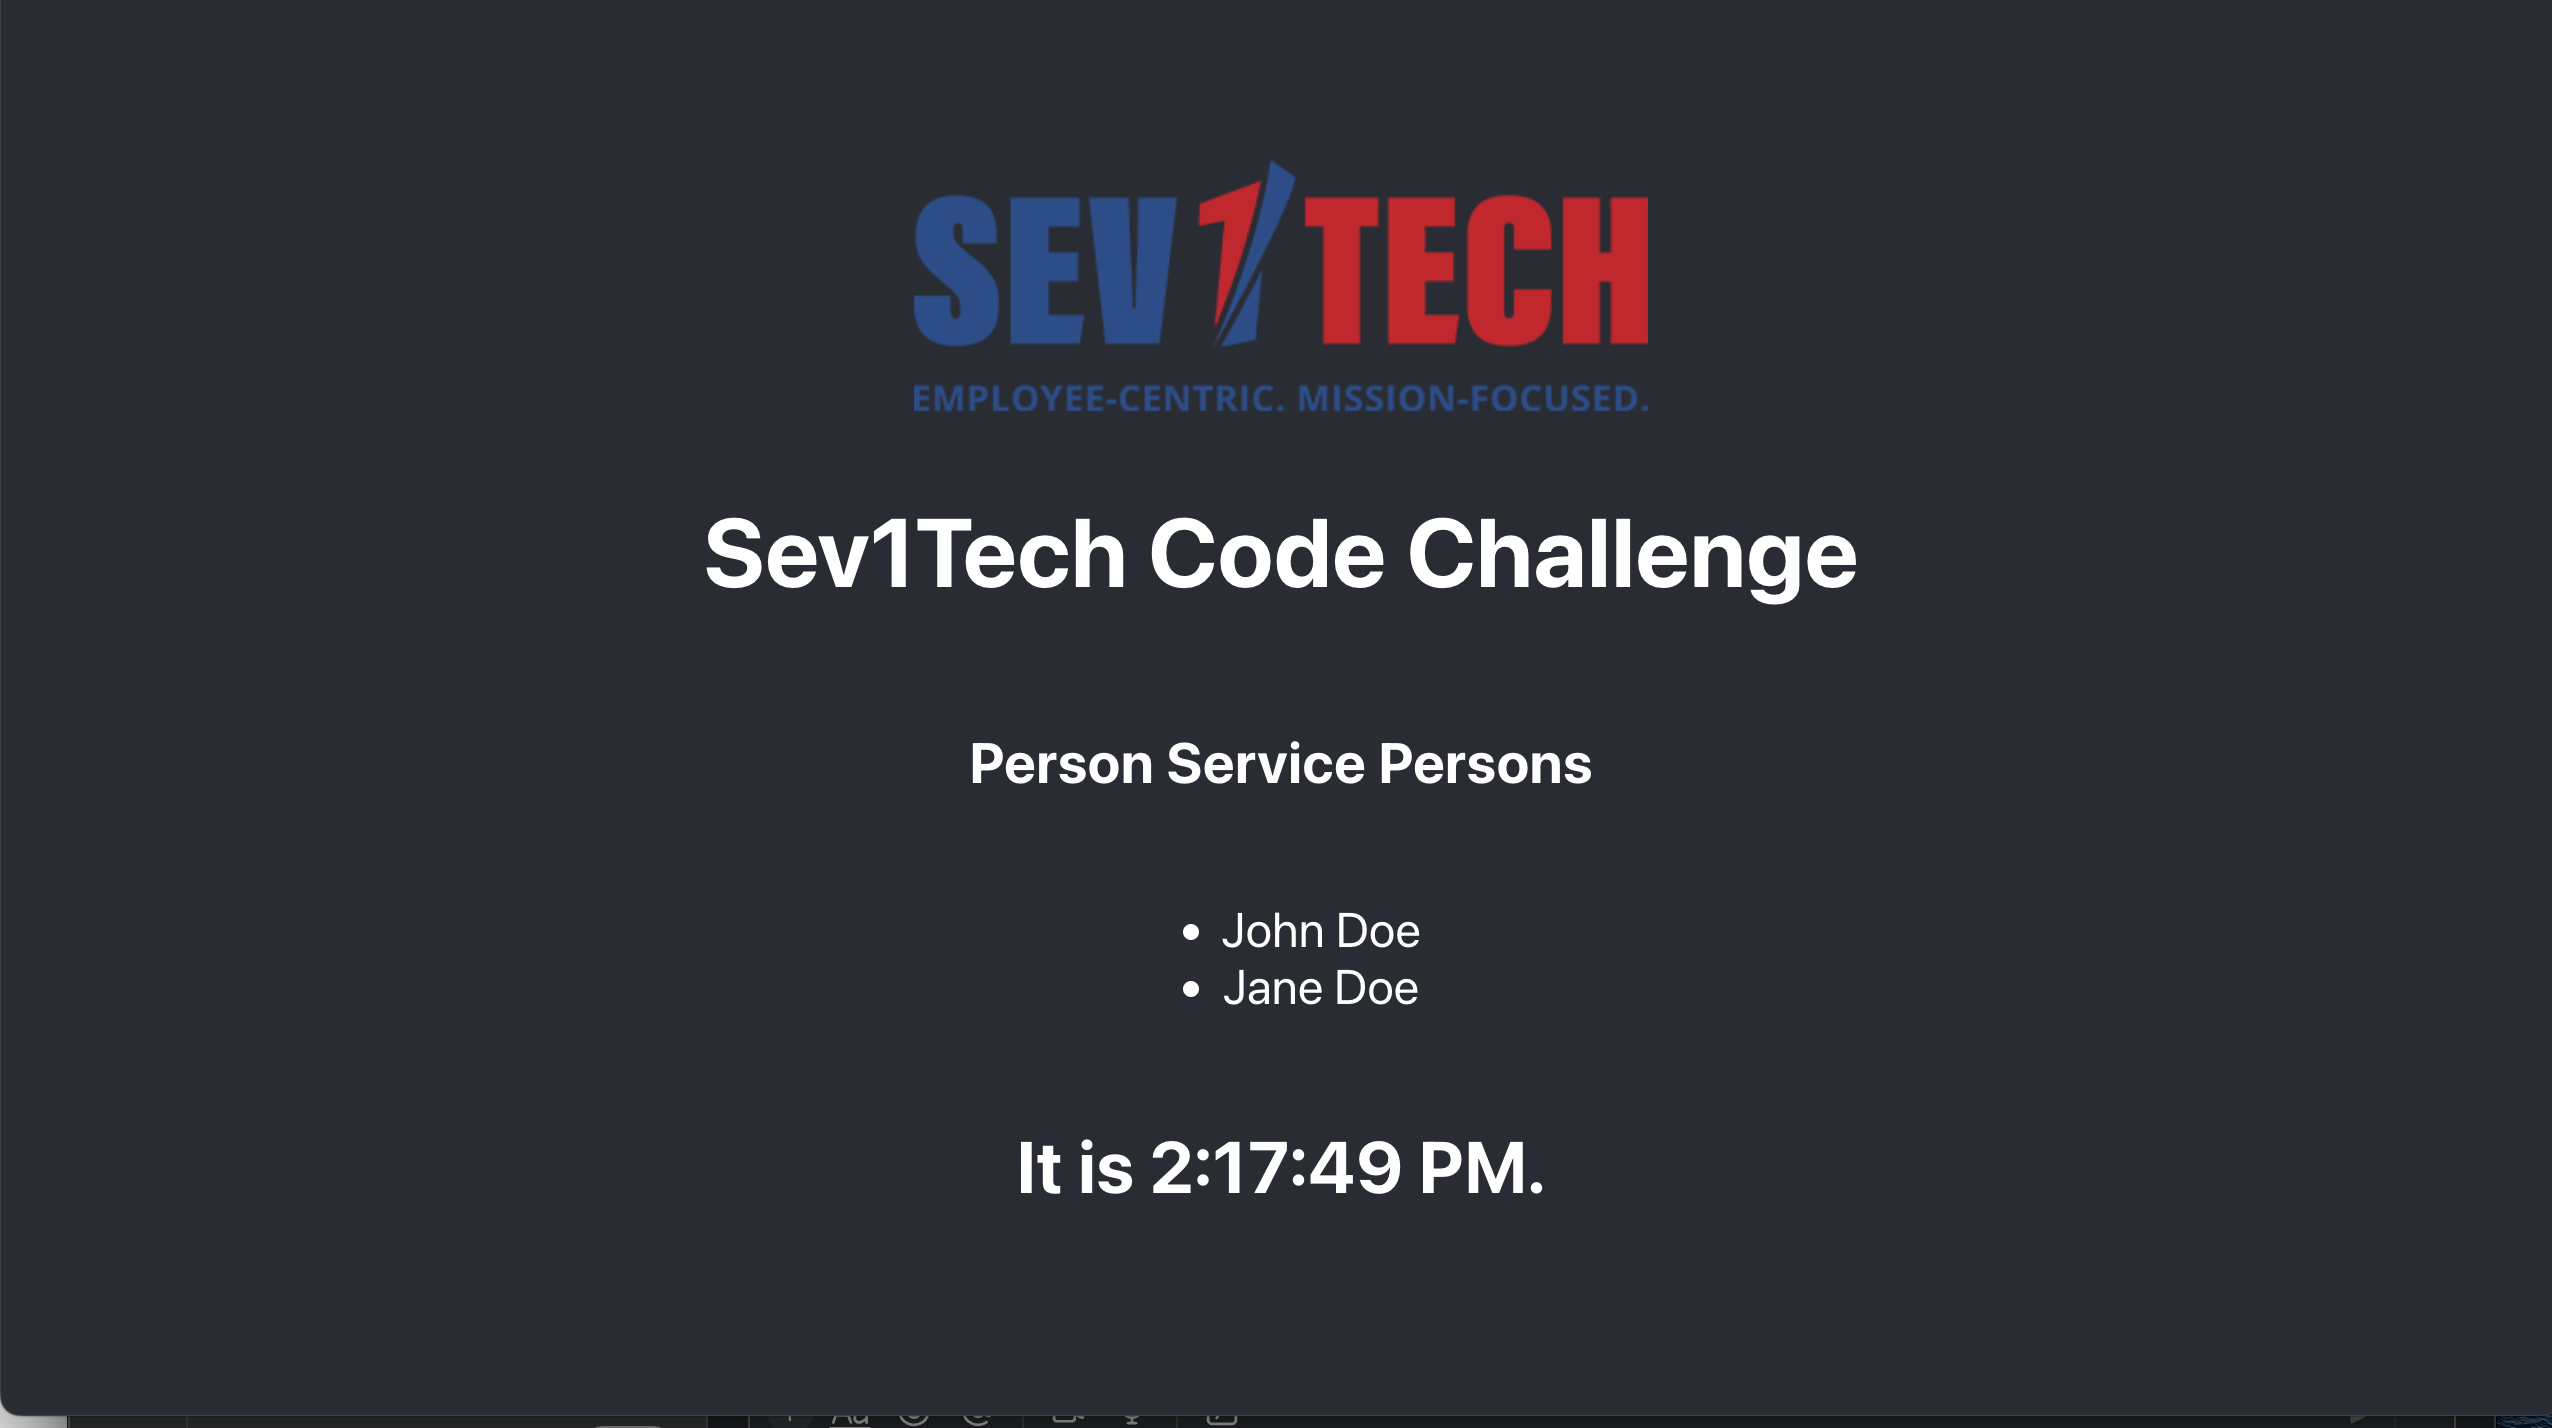 SEV1TECH
EMPLOYEE-CENTRIC. MISSION-FOCUSED.
Sev1Tech Code Challenge
Person Service Persons
• John Doe
• Jane Doe
It is 2:17:49 PM.
Aa